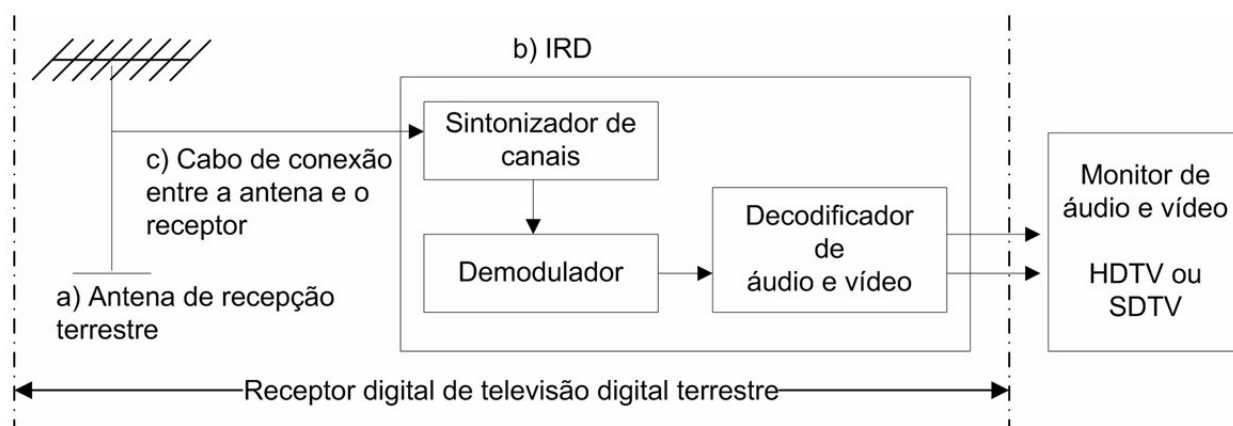 b) IRD
Sintonizador de
canais
c) Cabo de conexão
entre a antena e o
receptor
Demodulador
Decodificador
de
áudio e vídeo
Monitor de
áudio e vídeo
HDTV ou
SDTV
a) Antena de recepção
terrestre
Receptor digital de televisão digital terrestre